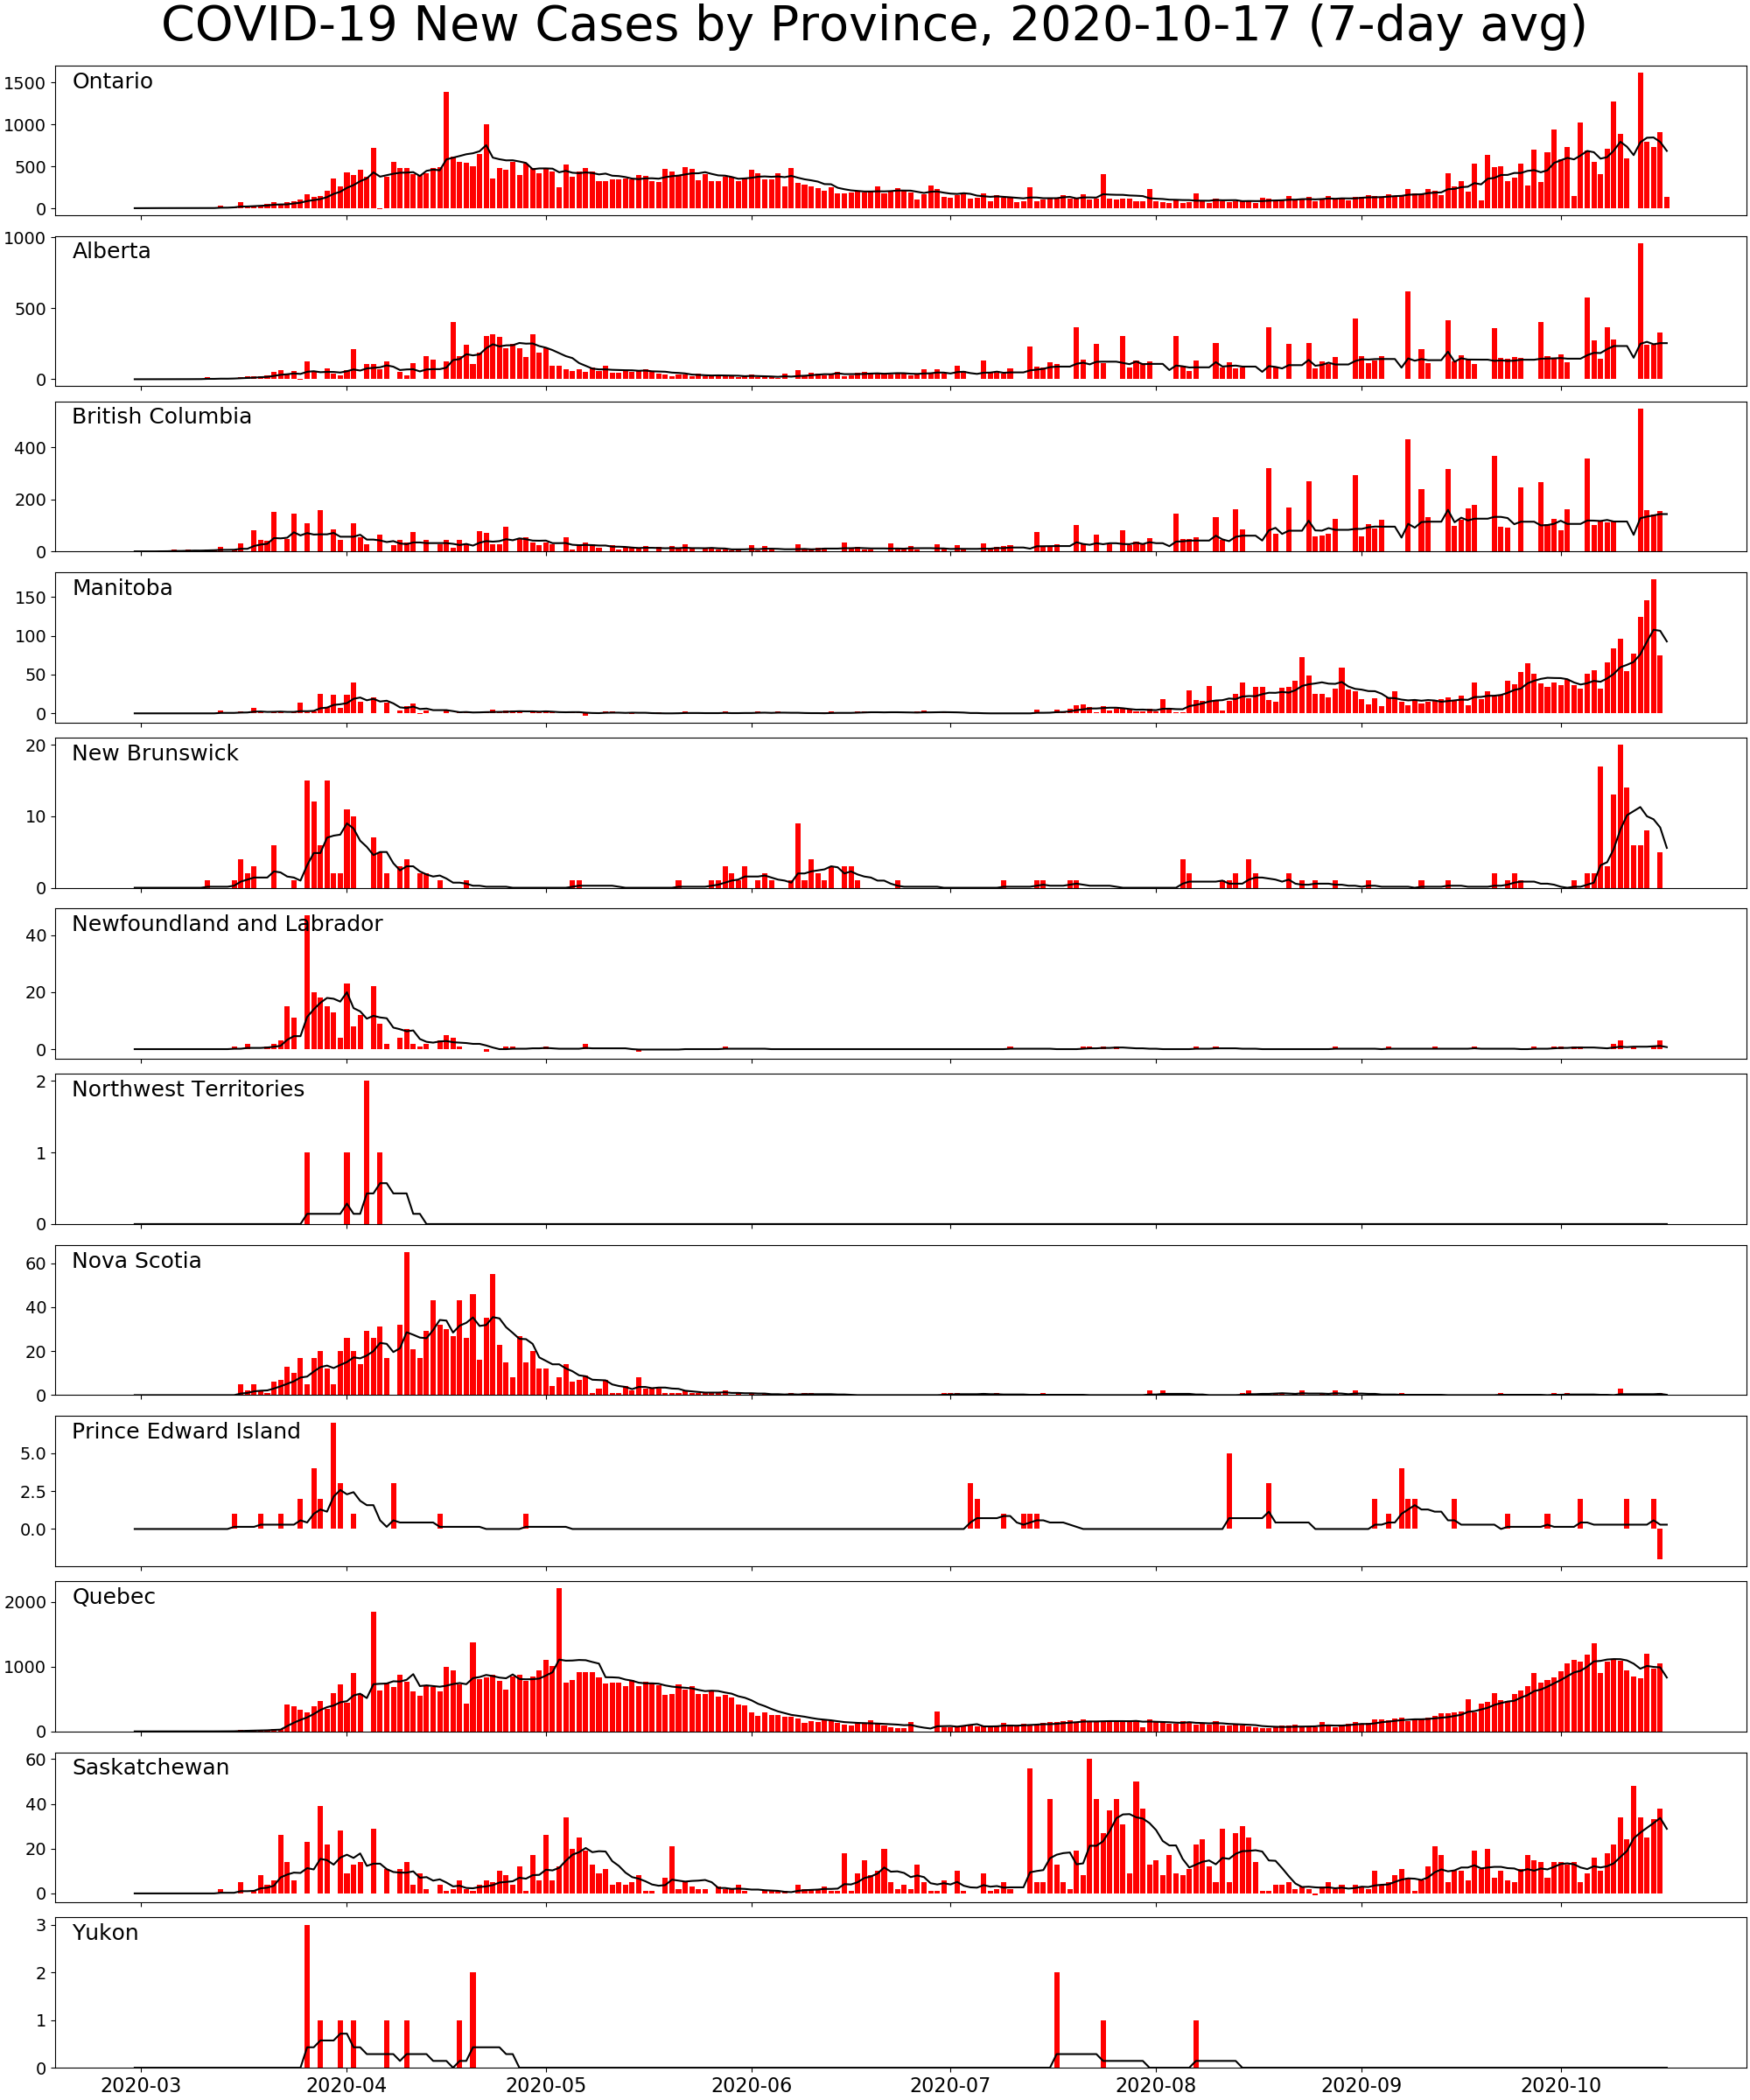 COVID-19 New Cases by Province, 2020-10-17 (7-day avg)
Ontario
1500
1000
500
0
Alberta
1000
500
0
British Columbia
400
200
0
Manitoba
150
100
50
0
New Brunswick
20
10
0
Newfoundland and Labrador
40
20
0
Northwest Territories
2
1
0
Nova Scotia
60
40
20
0
Prince Edward Island
5.0
2.5
0.0
Quebec
2000
1000
0
Saskatchewan
60
40
20
0
Yukon
3
2
1
0
2020-03 2020-04 2020-05 2020-06 2020-07 2020-08 2020-09 2020-10